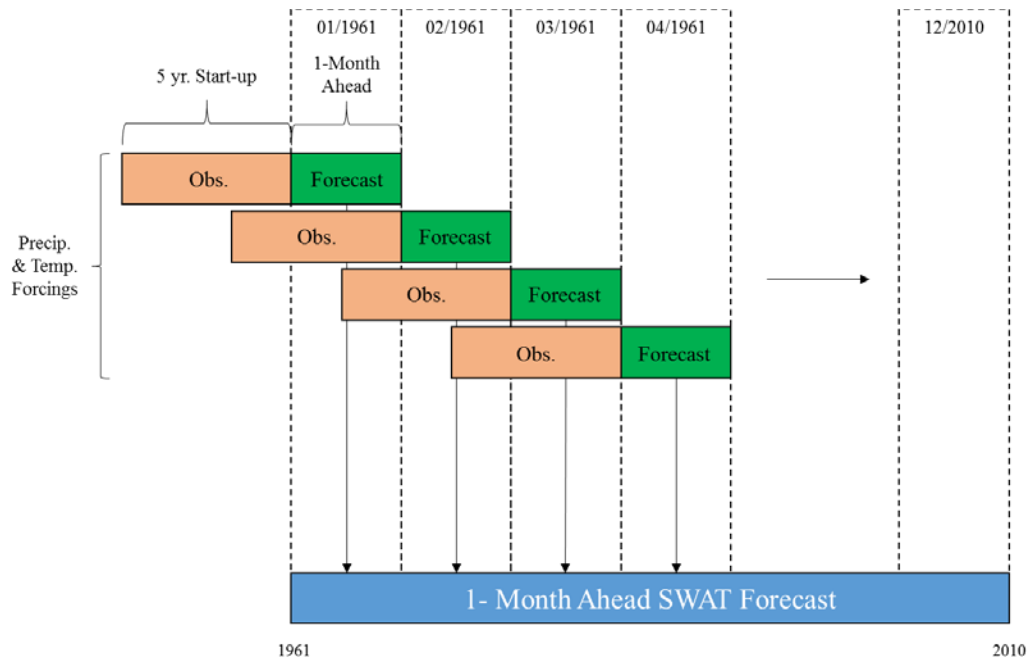 01/1961
02/1961
03/1961
04/1961
12/2010
5 yr. Start-up
1-Month
Ahead
Obs.
Forecast
Obs.
Forecast
Precip.
& Temp.
Forcings
Obs.
Forecast
Obs.
Forecast
1- Month Ahead SWAT Forecast
1961
2010